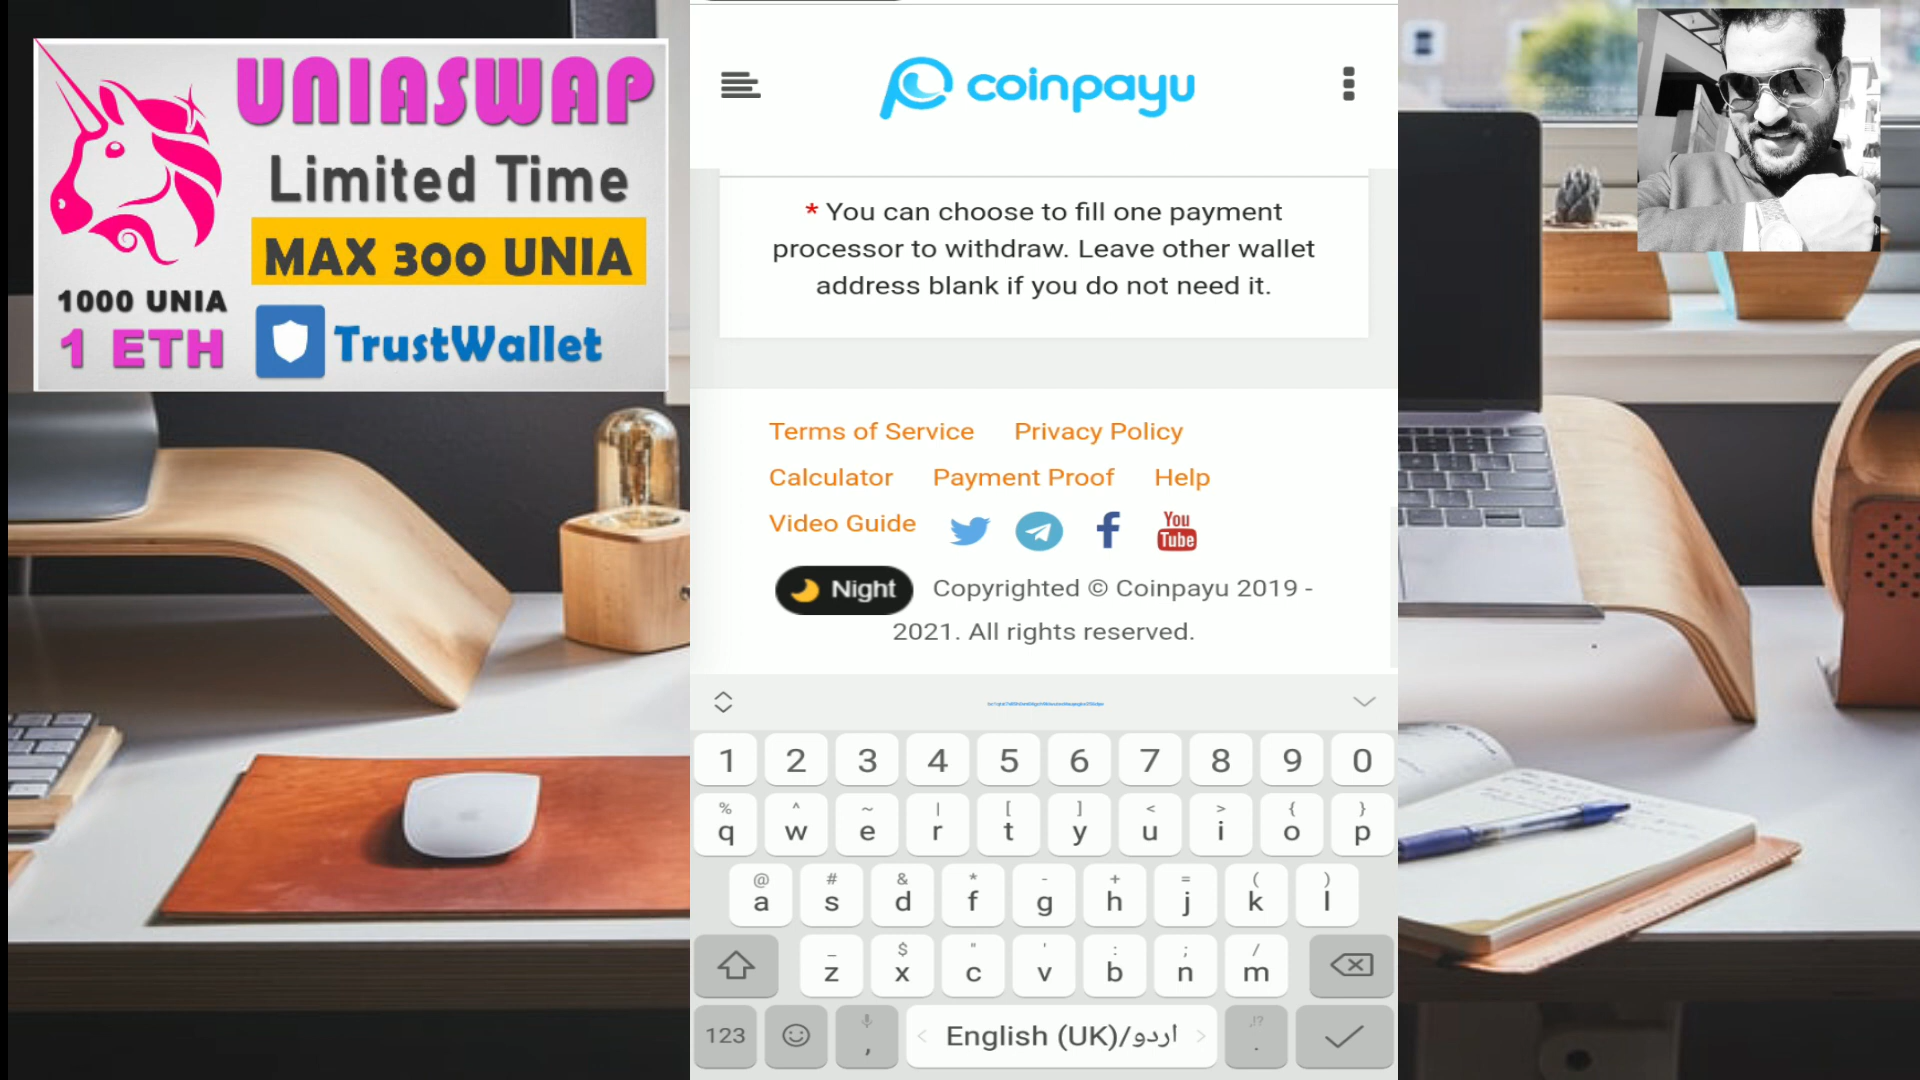 UNIASWAP
Limited Time
MAX 300 UNIA
1000 UNIA
1 ETH
TrustWallet
coinpayu
* You can choose to fill one payment
processor to withdraw. Leave other wallet
address blank if you do not need it.
Terms of Service Privacy Policy
Calculator Payment Proof Help
Video Guide
You
Tube
Night Copyrighted © Coinpayu 2019 -
2021. All rights reserved.
1 2 3 4 5 6 7 8 9 0
% ^ ~ | [ ] < > { }
q w e r t y u i o p
@ # & * - + = ( )
a s d f g h j k l
_ $ " ' : ; /
z x c v b n m
,!?
123 , < English (UK)/اردو > .